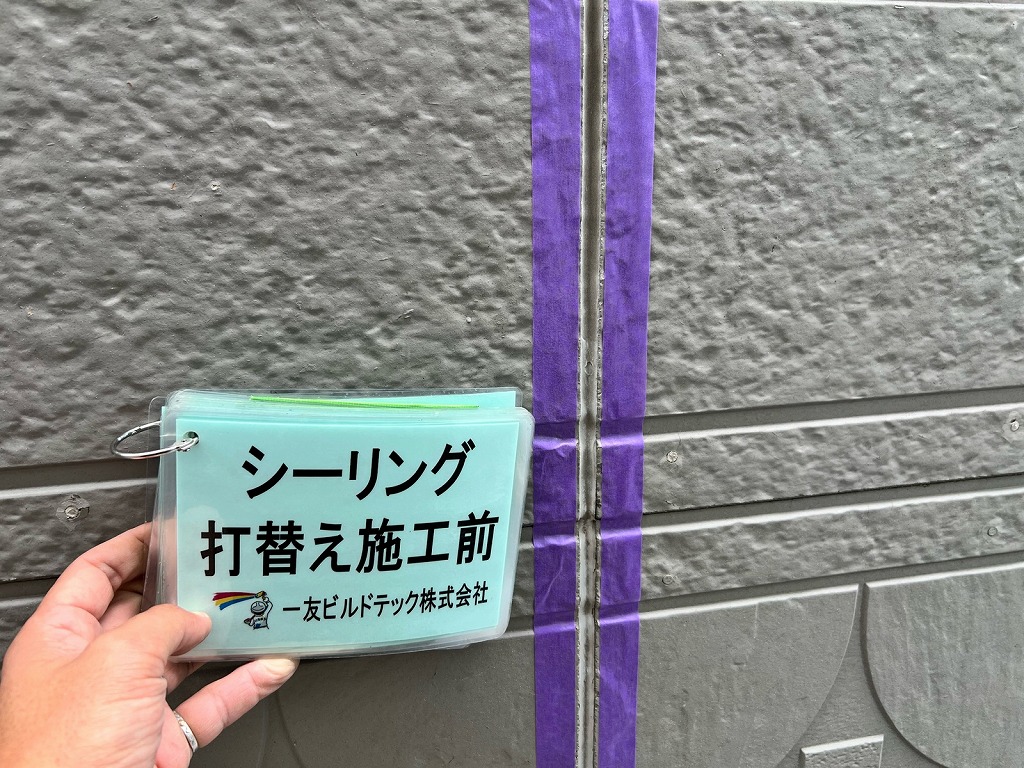 シーリング
打替え施工前
一友ビルドテック株式会社